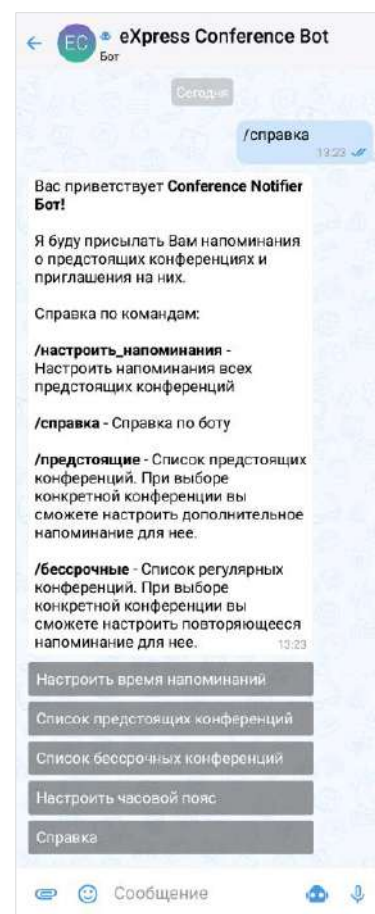 EC
eXpress Conference Bot
Бот
Сегодня
/справка
13:23
Вас приветствует Conference Notifier
Бот!
Я буду присылать Вам напоминания
о предстоящих конференциях и
приглашения на них.
Справка по командам:
/настроить_напоминания -
Настроить напоминания всех
предстоящих конференций
/справка - Справка по боту
/предстоящие - Список предстоящих
конференций. При выборе
конкретной конференции вы
сможете настроить дополнительное
напоминание для нее.
/бессрочные - Список регулярных
конференций. При выборе
конкретной конференции вы
сможете настроить повторяющееся
напоминание для нее.
13:23
Настроить время напоминаний
Список предстоящих конференций
Список бессрочных конференций
Настроить часовой пояс
Справка
Сообщение